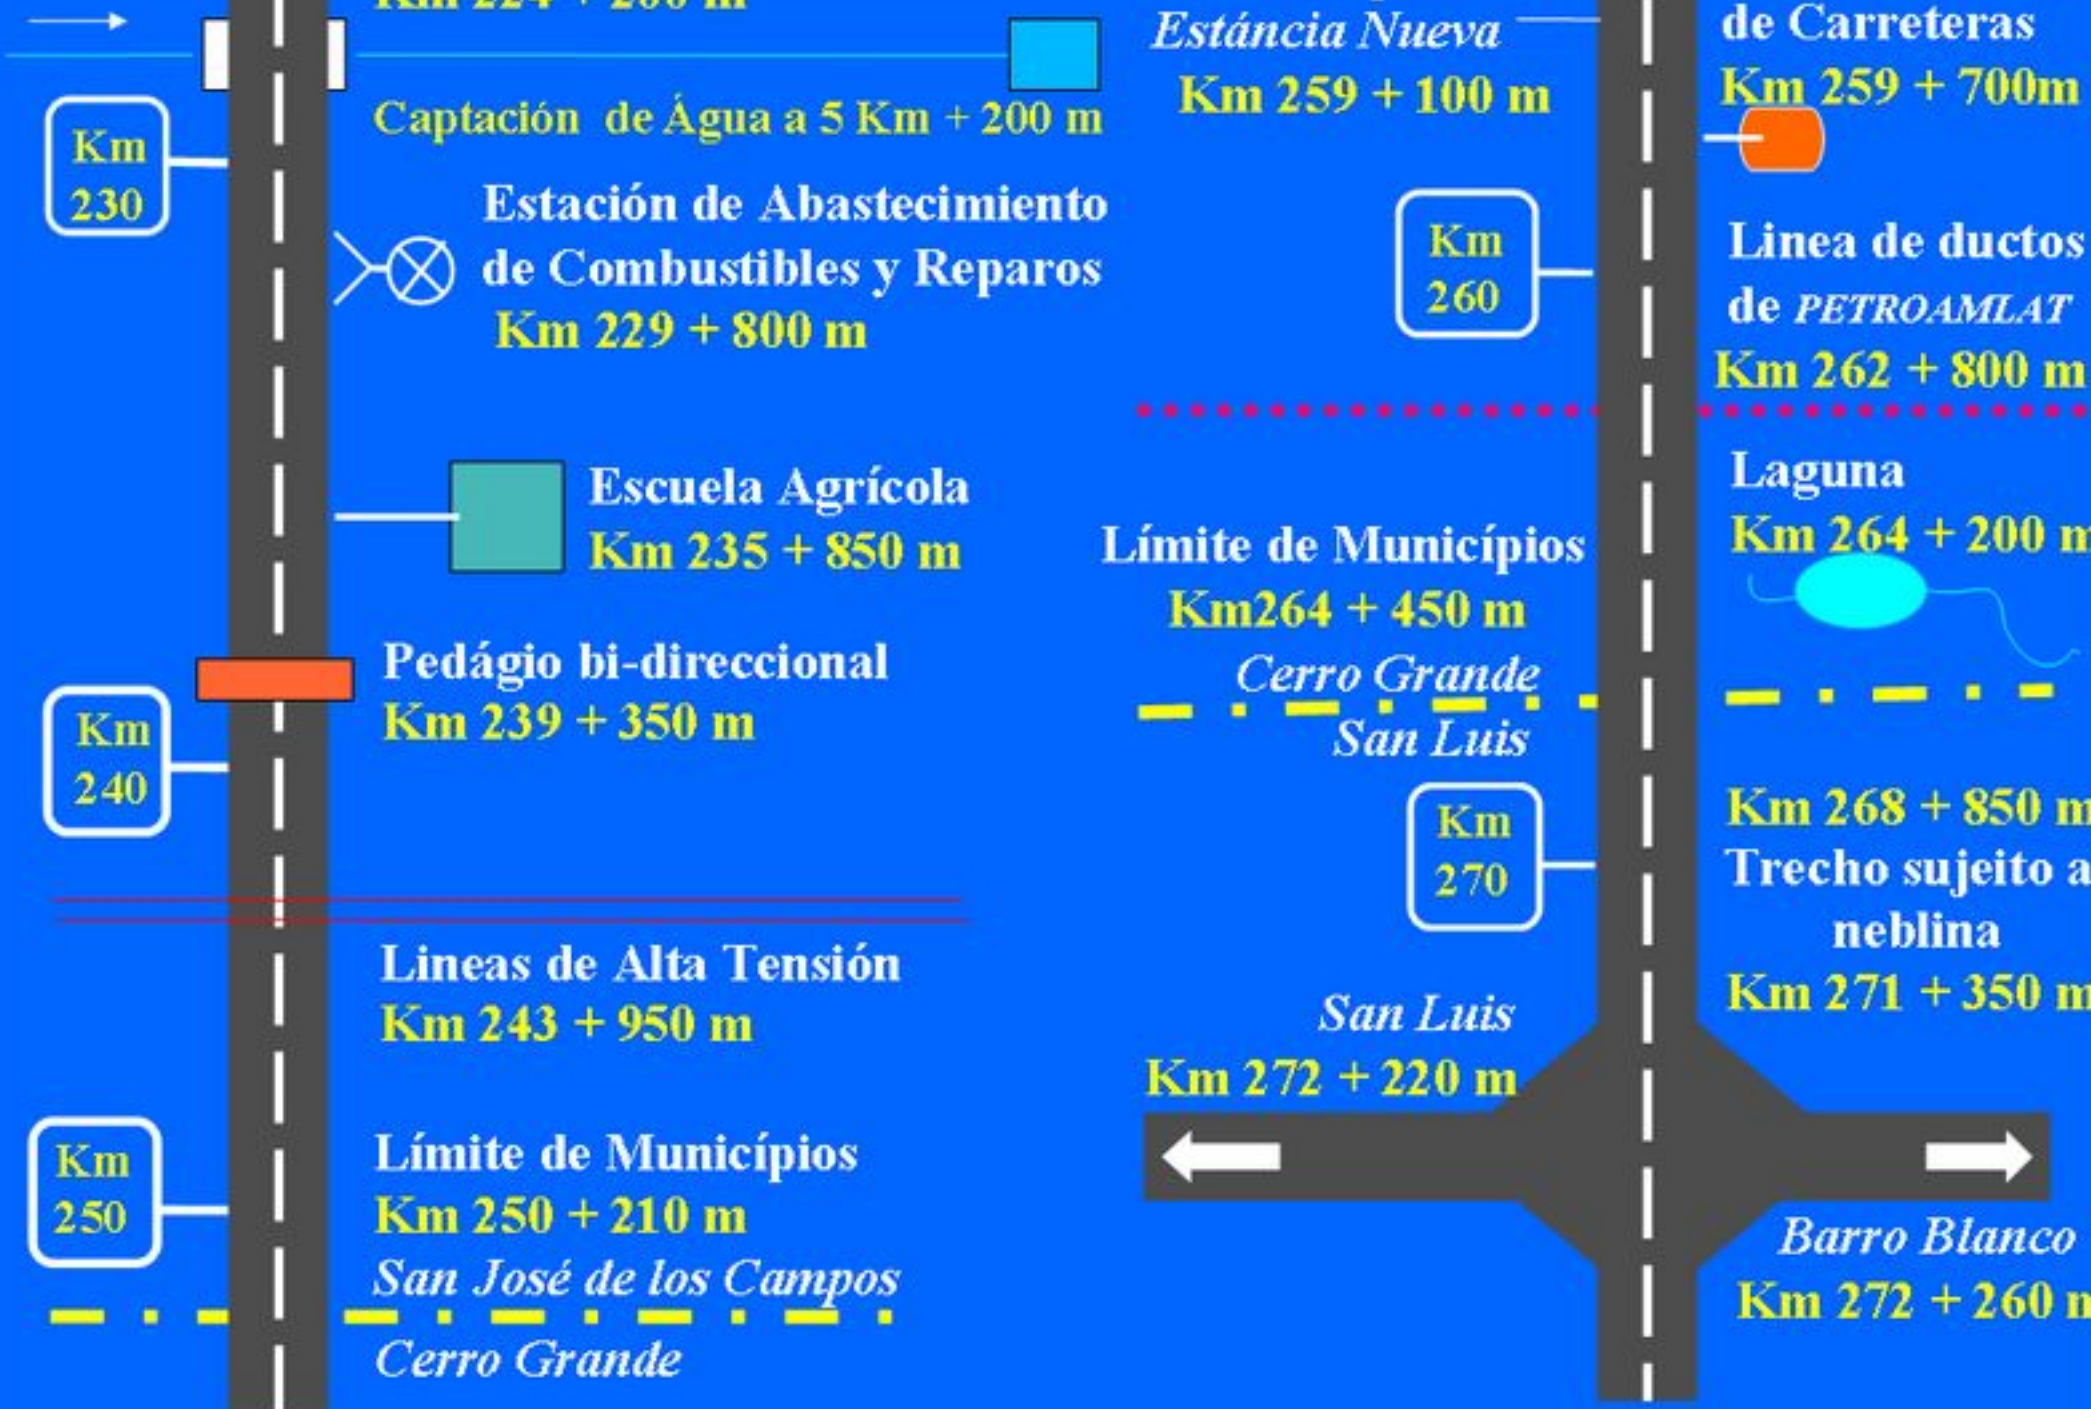 Km 224 + 200 m
Captación de Água a 5 Km + 200 m
Km
230
Estación de Abastecimiento
de Combustibles y Reparos
Km 229 + 800 m
Escuela Agrícola
Km 235 + 850 m
Pedágio bi-direccional
Km 239 + 350 m
Km
240
Lineas de Alta Tensión
Km 243 + 950 m
Km
250
Límite de Municípios
Km 250 + 210 m
San José de los Campos
Cerro Grande
Estáncia Nueva
Km 259 + 100 m
de Carreteras
Km 259 + 700m
Km
260
Linea de ductos
de PETROAMLAT
Km 262 + 800 m
Laguna
Km 264 + 200 m
Límite de Municípios
Km264 + 450 m
Cerro Grande
San Luis
Km
270
Km 268 + 850 m
Trecho sujeito a
neblina
Km 271 + 350 m
San Luis
Km 272 + 220 m
Barro Blanco
Km 272 + 260 m